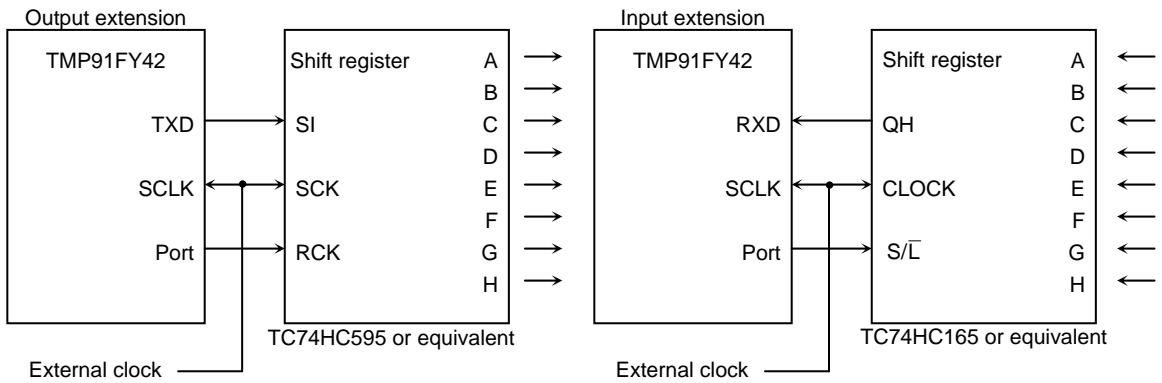 Output extension
TMP91FY42
TXD
SCLK
Port
Shift register
SI
SCK
RCK
A
B
C
D
E
F
G
H
TC74HC595 or equivalent
External clock
Input extension
TMP91FY42
RXD
SCLK
Port
Shift register
QH
CLOCK
S/L̅
A
B
C
D
E
F
G
H
TC74HC165 or equivalent
External clock